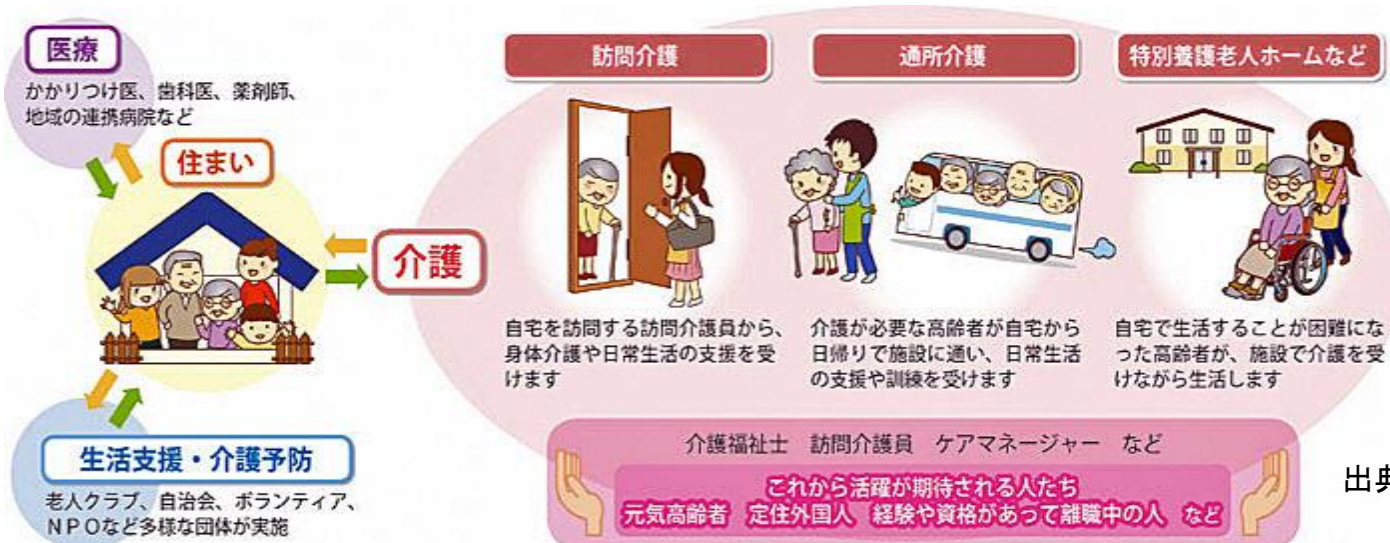 医療
かかりつけ医、歯科医、薬剤師、
地域の連携病院など
住まい
介護
生活支援・介護予防
老人クラブ、自治会、ボランティア、
NPOなど多様な団体が実施
訪問介護
自宅を訪問する訪問介護員から、
身体介護や日常生活の支援を受
けます
通所介護
介護が必要な高齢者が自宅から
日帰りで施設に通い、日常生活
の支援や訓練を受けます
特別養護老人ホームなど
自宅で生活することが困難にな
った高齢者が、施設で介護を受
けながら生活します
介護福祉士 訪問介護員 ケアマネージャー など
これから活躍が期待される人たち
元気高齢者 定住外国人 経験や資格があって離職中の人 など
出典